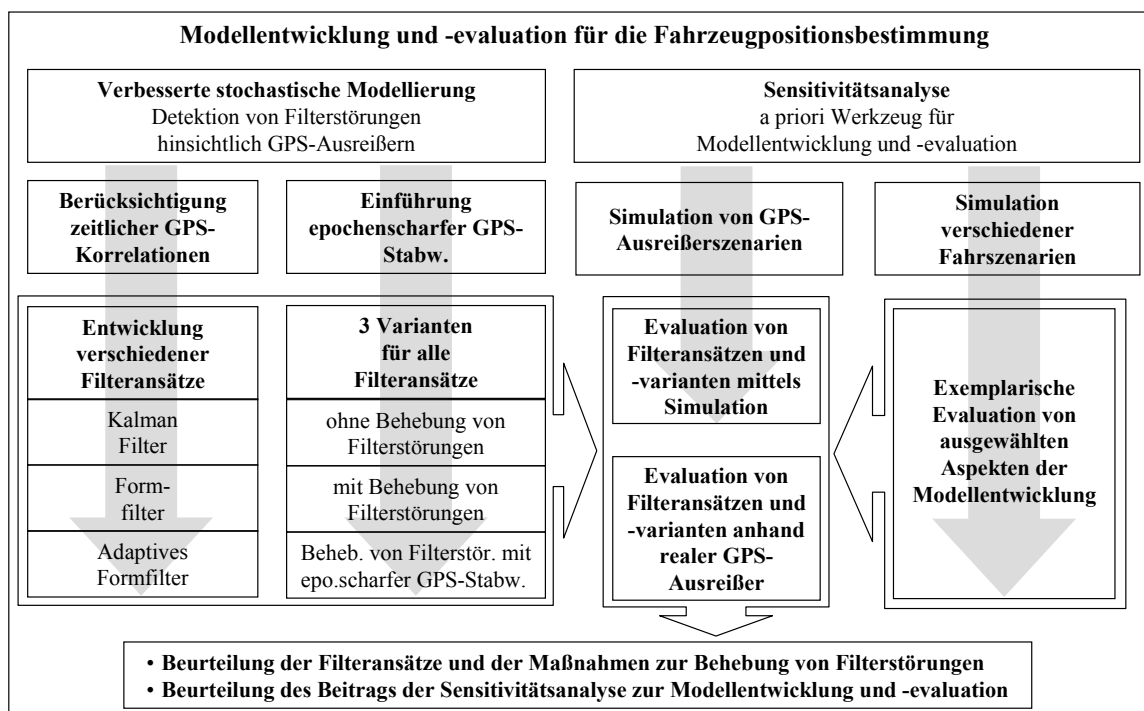 Modellentwicklung und -evaluation für die Fahrzeugpositionsbestimmung
Verbesserte stochastische Modellierung
Detektion von Filterstörungen
hinsichtlich GPS-Ausreißern
Sensitivitätsanalyse
a priori Werkzeug für
Modellentwicklung und -evaluation
Berücksichtigung
zeitlicher GPS-
Korrelationen
Einführung
epochenscharfer GPS-
Stabw.
Simulation von GPS-
Ausreißerszenarien
Simulation
verschiedener
Fahrszenarien
Entwicklung
verschiedener
Filteransätze
Kalman
Filter
Form-
filter
Adaptives
Formfilter
3 Varianten
für alle
Filteransätze
ohne Behebung von
Filterstörungen
mit Behebung von
Filterstörungen
Beheb. von Filterstör. mit
epo.scharfer GPS-Stabw.
Evaluation von
Filteransätzen und
-varianten mittels
Simulation
Evaluation von
Filteransätzen und
-varianten anhand
realer GPS-
Ausreißer
Exemplarische
Evaluation von
ausgewählten
Aspekten der
Modellentwicklung
• Beurteilung der Filteransätze und der Maßnahmen zur Behebung von Filterstörungen
• Beurteilung des Beitrags der Sensitivitätsanalyse zur Modellentwicklung und -evaluation